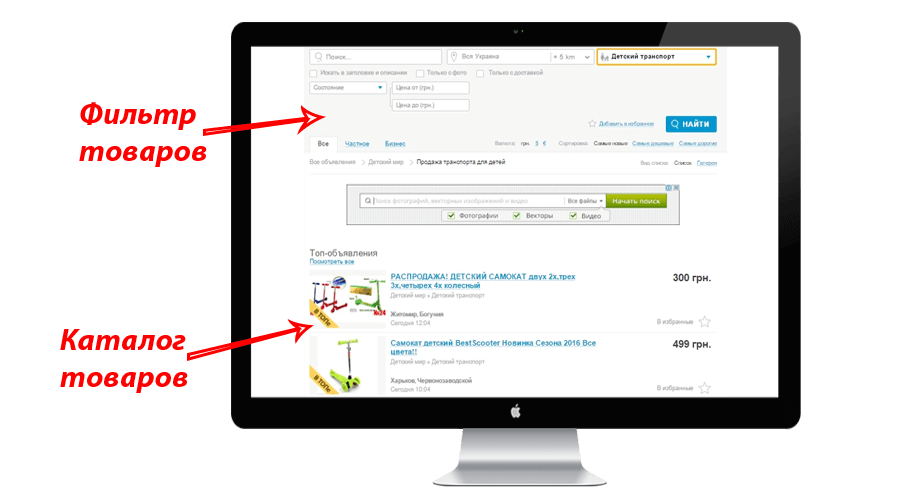 Фильтр
товаров
Каталог
товаров
Поиск...
Вся Украина
+ 5 km
Детский транспорт
Искать в заголовке и описании
Только с фото
Только с доставкой
Состояние
Цена от (грн.)
Цена до (грн.)
Добавить в избранное
НАЙТИ
Все
Частное
Бизнес
Валюта: грн. $ €
Сортировка: Самые новые Самые дешевые Самые дорогие
Все объявления > Детский мир > Продажа транспорта для детей
Вид списка: Список Галерея
Поиск фотографий, векторных изображений и видео
Все файлы
Начать поиск
Фотографии
Векторы
Видео
Топ-объявления
Посмотреть все
РАСПРОДАЖА! ДЕТСКИЙ САМОКАТ двух 2х,трех
3х,четырех 4х колесный
300 грн.
Детский мир » Детский транспорт
Житомир, Богуния
Сегодня 12:04
В избранные
В ТОПе
№24
Самокат детский BestScooter Новинка Сезона 2016 Все
цвета!!
499 грн.
Детский мир » Детский транспорт
Харьков, Червонозаводской
Сегодня 10:04
В избранные
В ТОПе